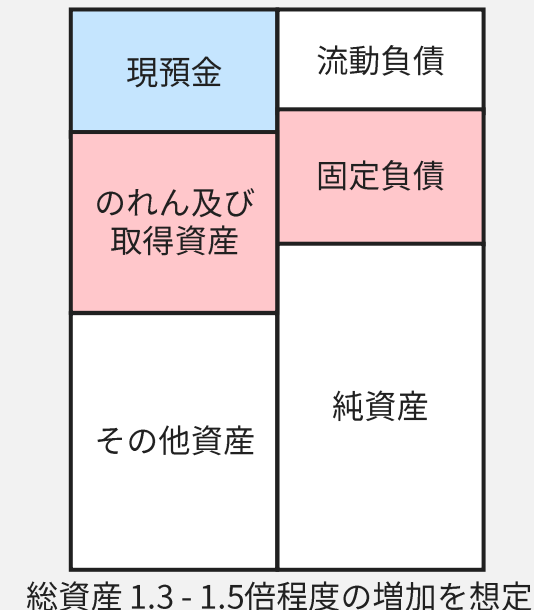 現預金
のれん及び
取得資産
その他資産
流動負債
固定負債
純資産
総資産 1.3 - 1.5倍程度の増加を想定